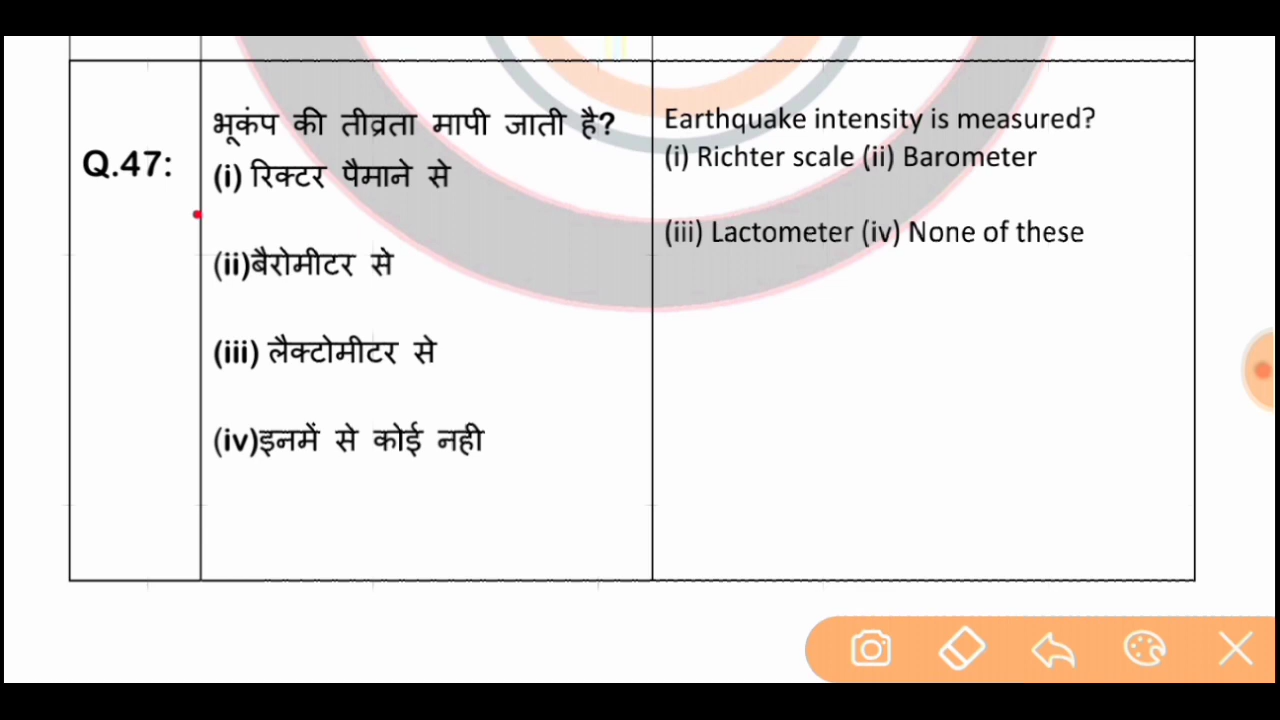 Q.47:
भूकंप की तीव्रता मापी जाती है?
(i) रिक्टर पैमाने से
(ii)बैरोमीटर से
(iii) लैक्टोमीटर से
(iv)इनमें से कोई नही
Earthquake intensity is measured?
(i) Richter scale (ii) Barometer
(iii) Lactometer (iv) None of these